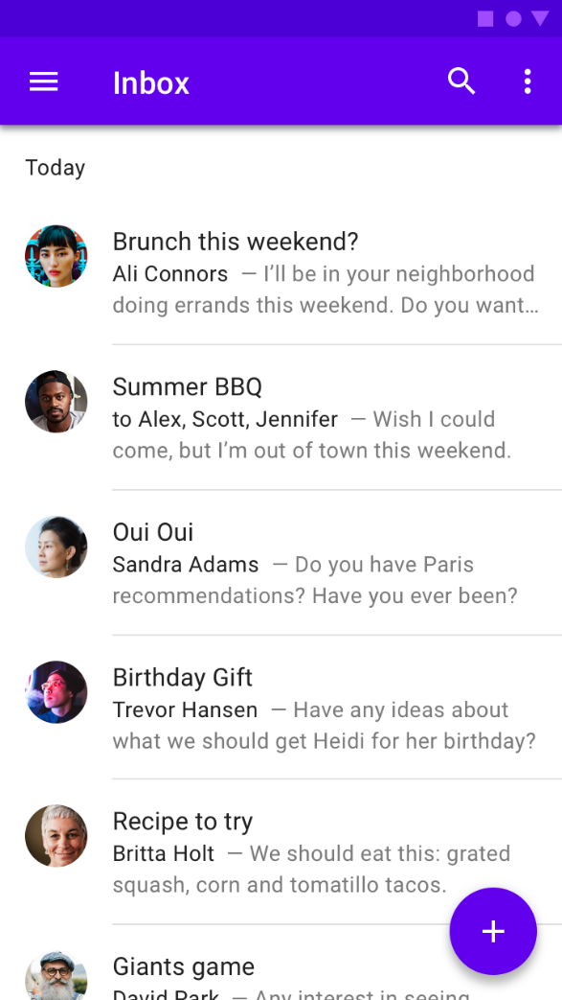 Inbox
Today
Brunch this weekend?
Ali Connors — I’ll be in your neighborhood
doing errands this weekend. Do you want…
Summer BBQ
to Alex, Scott, Jennifer — Wish I could
come, but I’m out of town this weekend.
Oui Oui
Sandra Adams — Do you have Paris
recommendations? Have you ever been?
Birthday Gift
Trevor Hansen — Have any ideas about
what we should get Heidi for her birthday?
Recipe to try
Britta Holt — We should eat this: grated
squash, corn and tomatillo tacos.
Giants game
David Park — Any interest in seeing